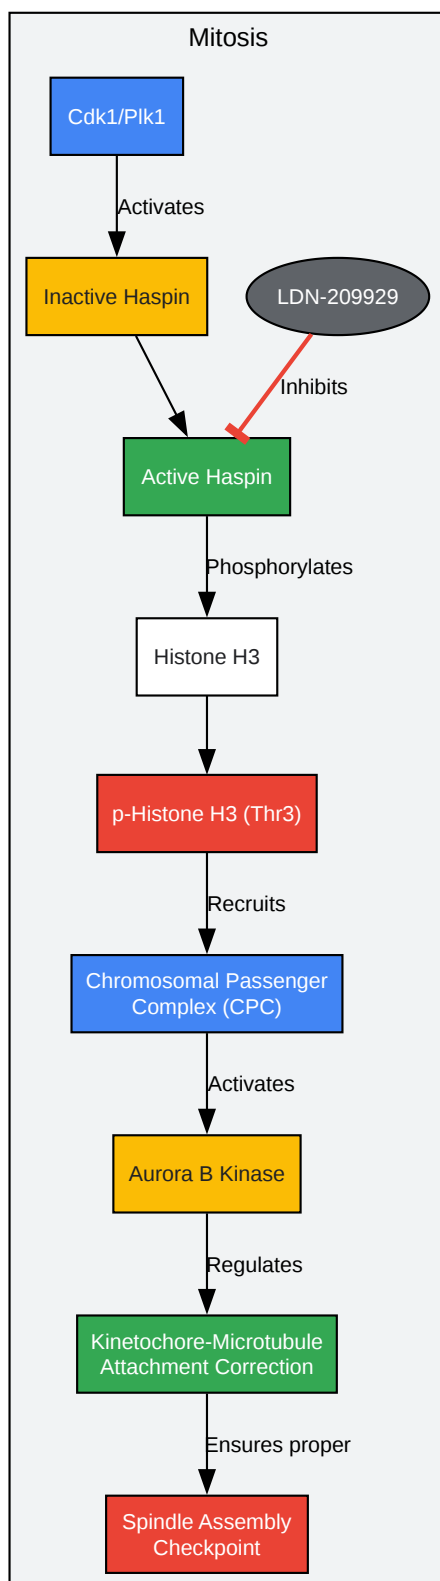 Mitosis
Cdk1/Plk1
Activates
Inactive Haspin
LDN-209929
Inhibits
Active Haspin
Phosphorylates
Histone H3
p-Histone H3 (Thr3)
Recruits
Chromosomal Passenger
Complex (CPC)
Activates
Aurora B Kinase
Regulates
Kinetochore-Microtubule
Attachment Correction
Ensures proper
Spindle Assembly
Checkpoint